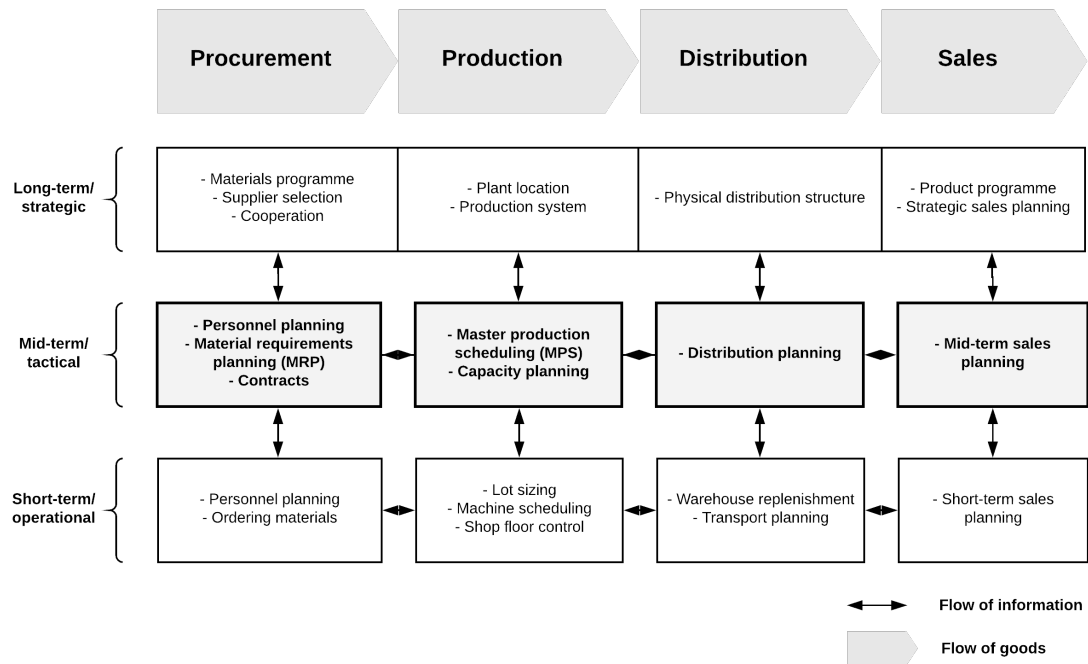 Procurement
Production
Distribution
Sales
Long-term/
strategic
- Materials programme
- Supplier selection
- Cooperation
- Plant location
- Production system
- Physical distribution structure
- Product programme
- Strategic sales planning
Mid-term/
tactical
- Personnel planning
- Material requirements
planning (MRP)
- Contracts
- Master production
scheduling (MPS)
- Capacity planning
- Distribution planning
- Mid-term sales
planning
Short-term/
operational
- Personnel planning
- Ordering materials
- Lot sizing
- Machine scheduling
- Shop floor control
- Warehouse replenishment
- Transport planning
- Short-term sales
planning
Flow of information
Flow of goods